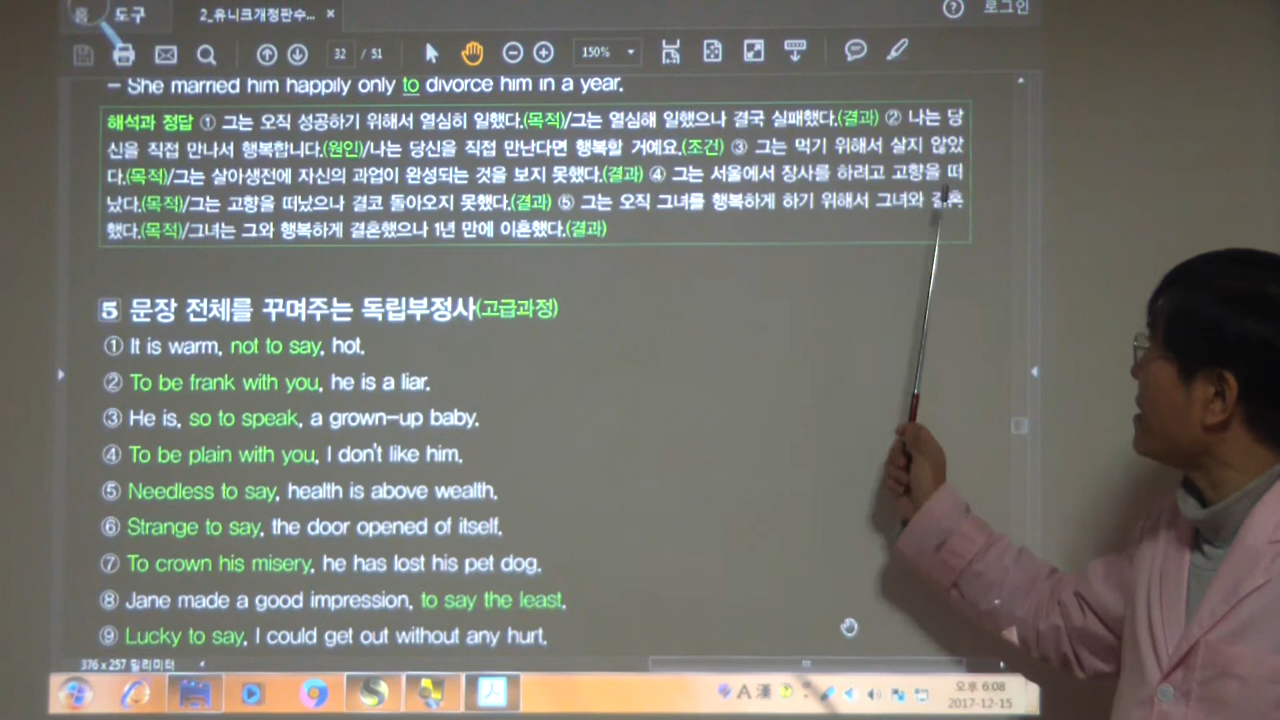 홈 도구 2_유니크개정판수... × 로그인
32 / 51 150%
– She married him happily only to divorce him in a year.
해석과 정답 ① 그는 오직 성공하기 위해서 열심히 일했다.(목적)/그는 열심해 일했으나 결국 실패했다.(결과) ② 나는 당
신을 직접 만나서 행복합니다.(원인)/나는 당신을 직접 만난다면 행복할 거예요.(조건) ③ 그는 먹기 위해서 살지 않았
다.(목적)/그는 살아생전에 자신의 과업이 완성되는 것을 보지 못했다.(결과) ④ 그는 서울에서 장사를 하려고 고향을 떠
났다.(목적)/그는 고향을 떠났으나 결코 돌아오지 못했다.(결과) ⑤ 그는 오직 그녀를 행복하게 하기 위해서 그녀와 결혼
했다.(목적)/그녀는 그와 행복하게 결혼했으나 1년 만에 이혼했다.(결과)
5 문장 전체를 꾸며주는 독립부정사(고급과정)
① It is warm, not to say, hot.
② To be frank with you, he is a liar.
③ He is, so to speak, a grown-up baby.
④ To be plain with you, I don't like him.
⑤ Needless to say, health is above wealth.
⑥ Strange to say, the door opened of itself.
⑦ To crown his misery, he has lost his pet dog.
⑧ Jane made a good impression, to say the least.
⑨ Lucky to say, I could get out without any hurt.
376 x 257 밀리미터
A 漢 오후 6:08
2017-12-15